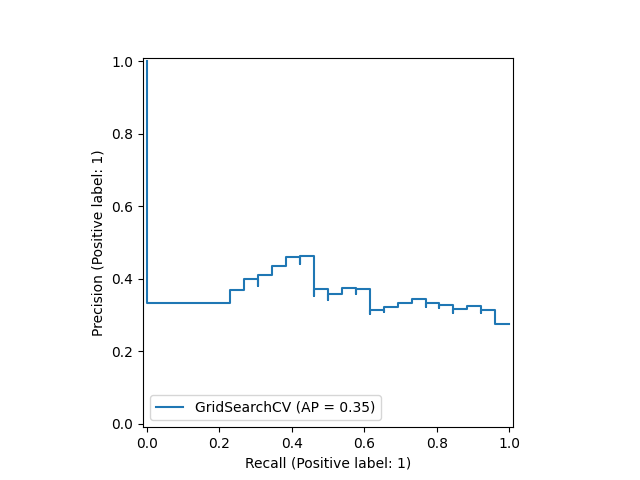 1.0
0.8
0.6
0.4
0.2
0.0
Precision (Positive label: 1)
GridSearchCV (AP = 0.35)
0.0 0.2 0.4 0.6 0.8 1.0
Recall (Positive label: 1)